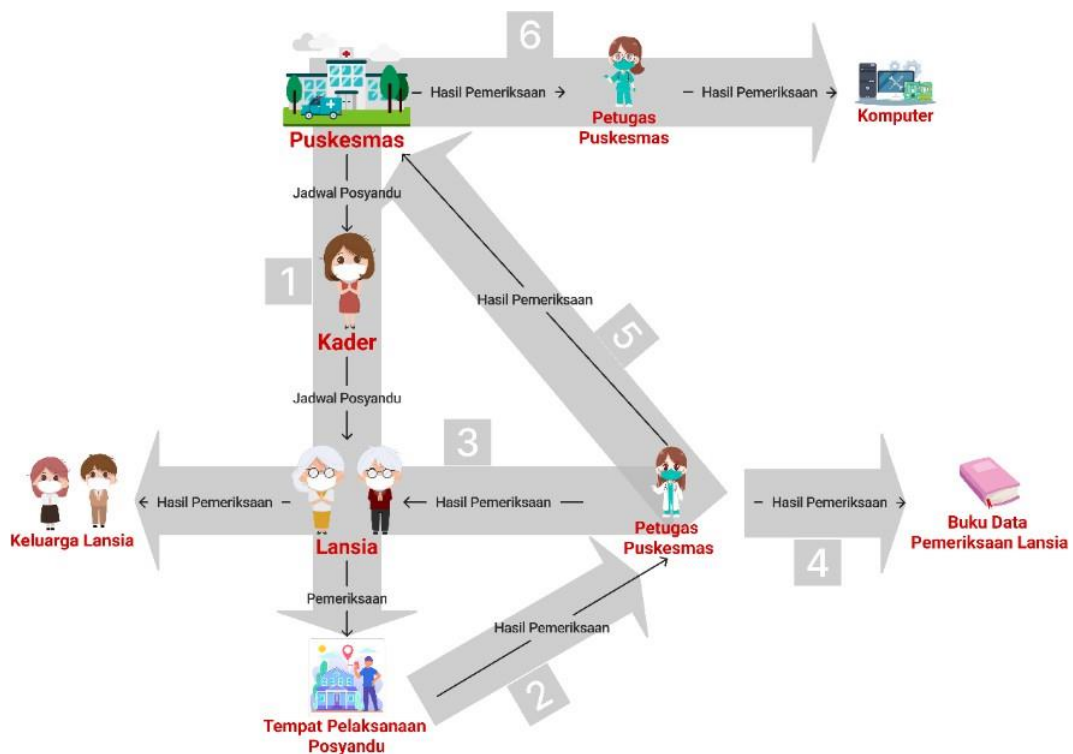 6
Hasil Pemeriksaan
Petugas
Puskesmas
Hasil Pemeriksaan
Komputer
Puskesmas
Jadwal Posyandu
1
Kader
Hasil Pemeriksaan
5
Jadwal Posyandu
3
Keluarga Lansia
Hasil Pemeriksaan
Lansia
Hasil Pemeriksaan
Petugas
Puskesmas
Hasil Pemeriksaan
4
Buku Data
Pemeriksaan Lansia
Pemeriksaan
Hasil Pemeriksaan
2
Tempat Pelaksanaan
Posyandu